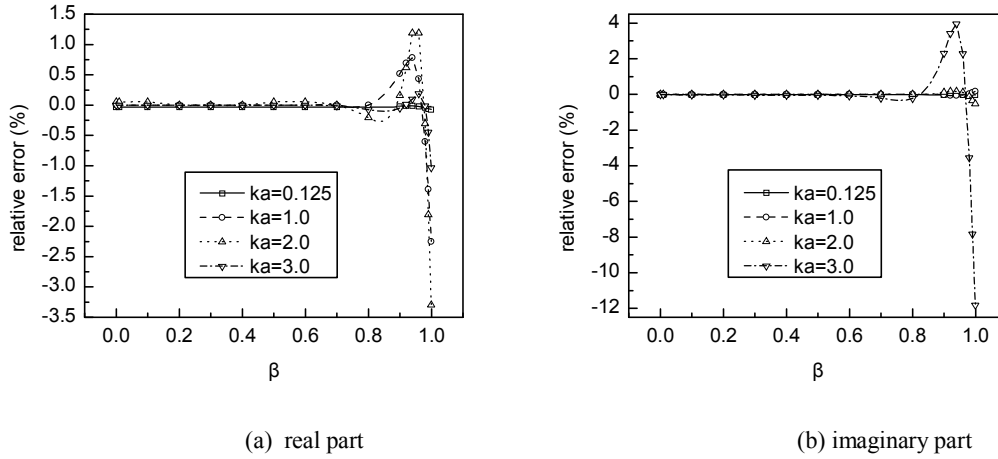 1.5
1.0
0.5
0.0
-0.5
-1.0
-1.5
-2.0
-2.5
-3.0
-3.5
relative error (%)
ka=0.125
ka=1.0
ka=2.0
ka=3.0
0.0 0.2 0.4 0.6 0.8 1.0
β
(a) real part
4
2
0
-2
-4
-6
-8
-10
-12
relative error (%)
ka=0.125
ka=1.0
ka=2.0
ka=3.0
0.0 0.2 0.4 0.6 0.8 1.0
β
(b) imaginary part